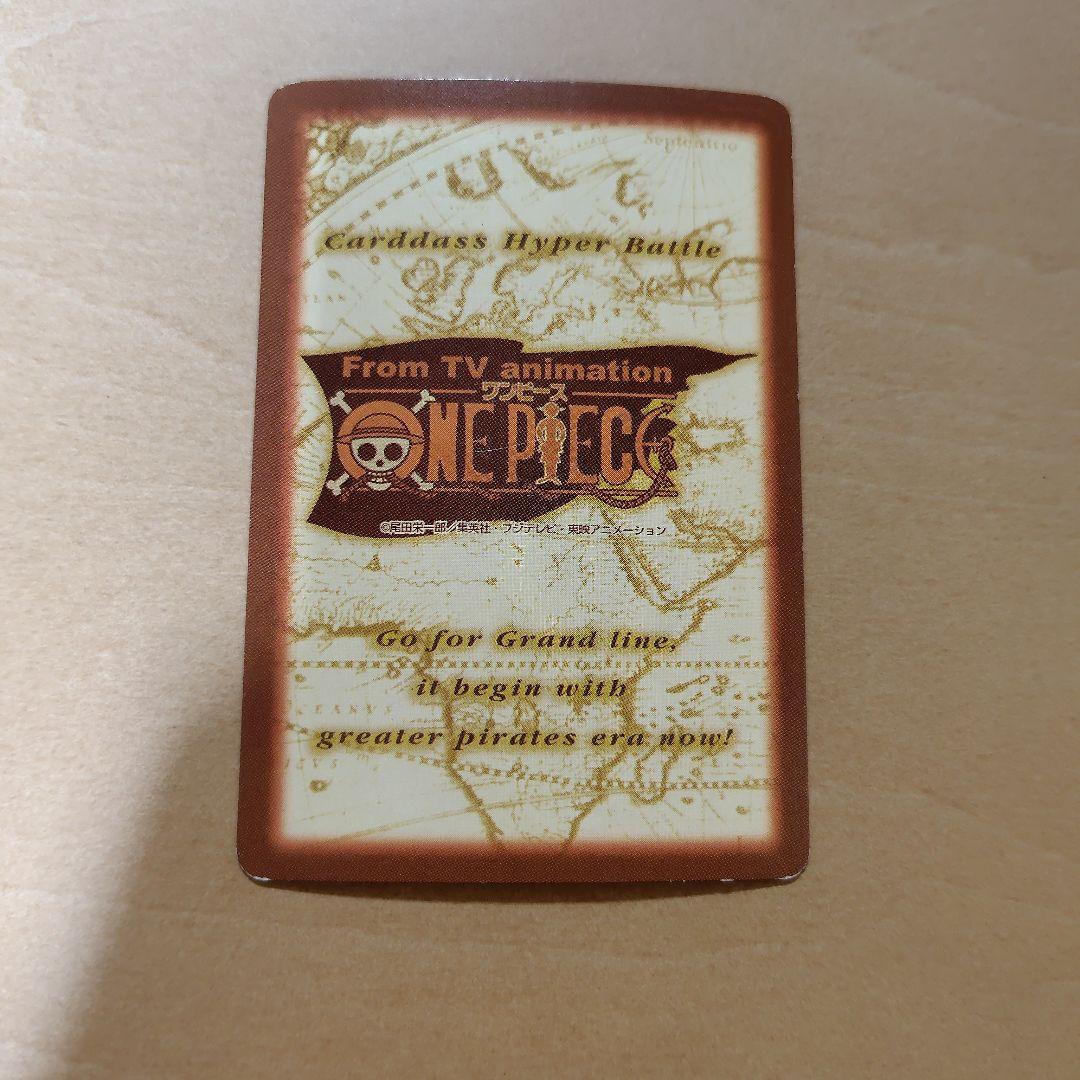 Septentrio
Carddass Hyper Battle
From TV animation
ワンピース
ONE PIECE
©尾田栄一郎/集英社・フジテレビ・東映アニメーション
Go for Grand line,
it begin with
OCEANVS
greater pirates era now!